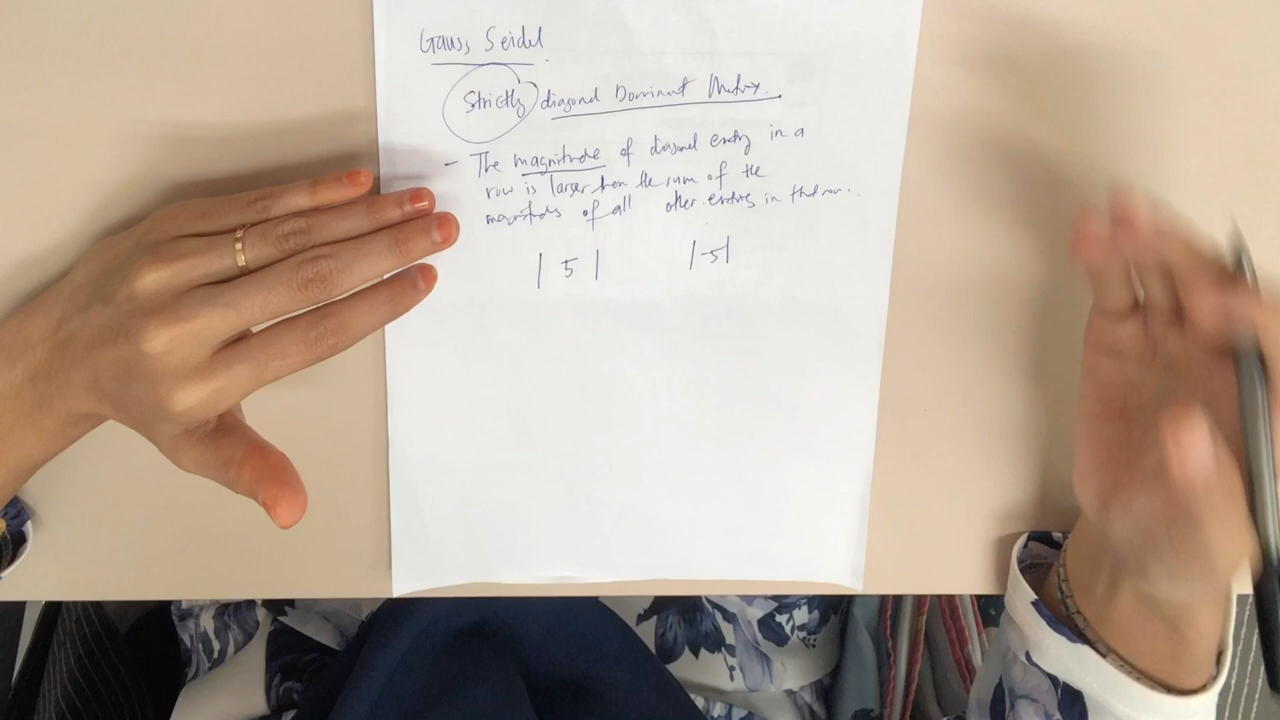 Gauss Seidel
Strictly diagonal Dominant Matrix.
- The magnitude of diagonal entry in a
row is larger than the sum of the
magnitudes of all other entries in that row.
|5| |-5|